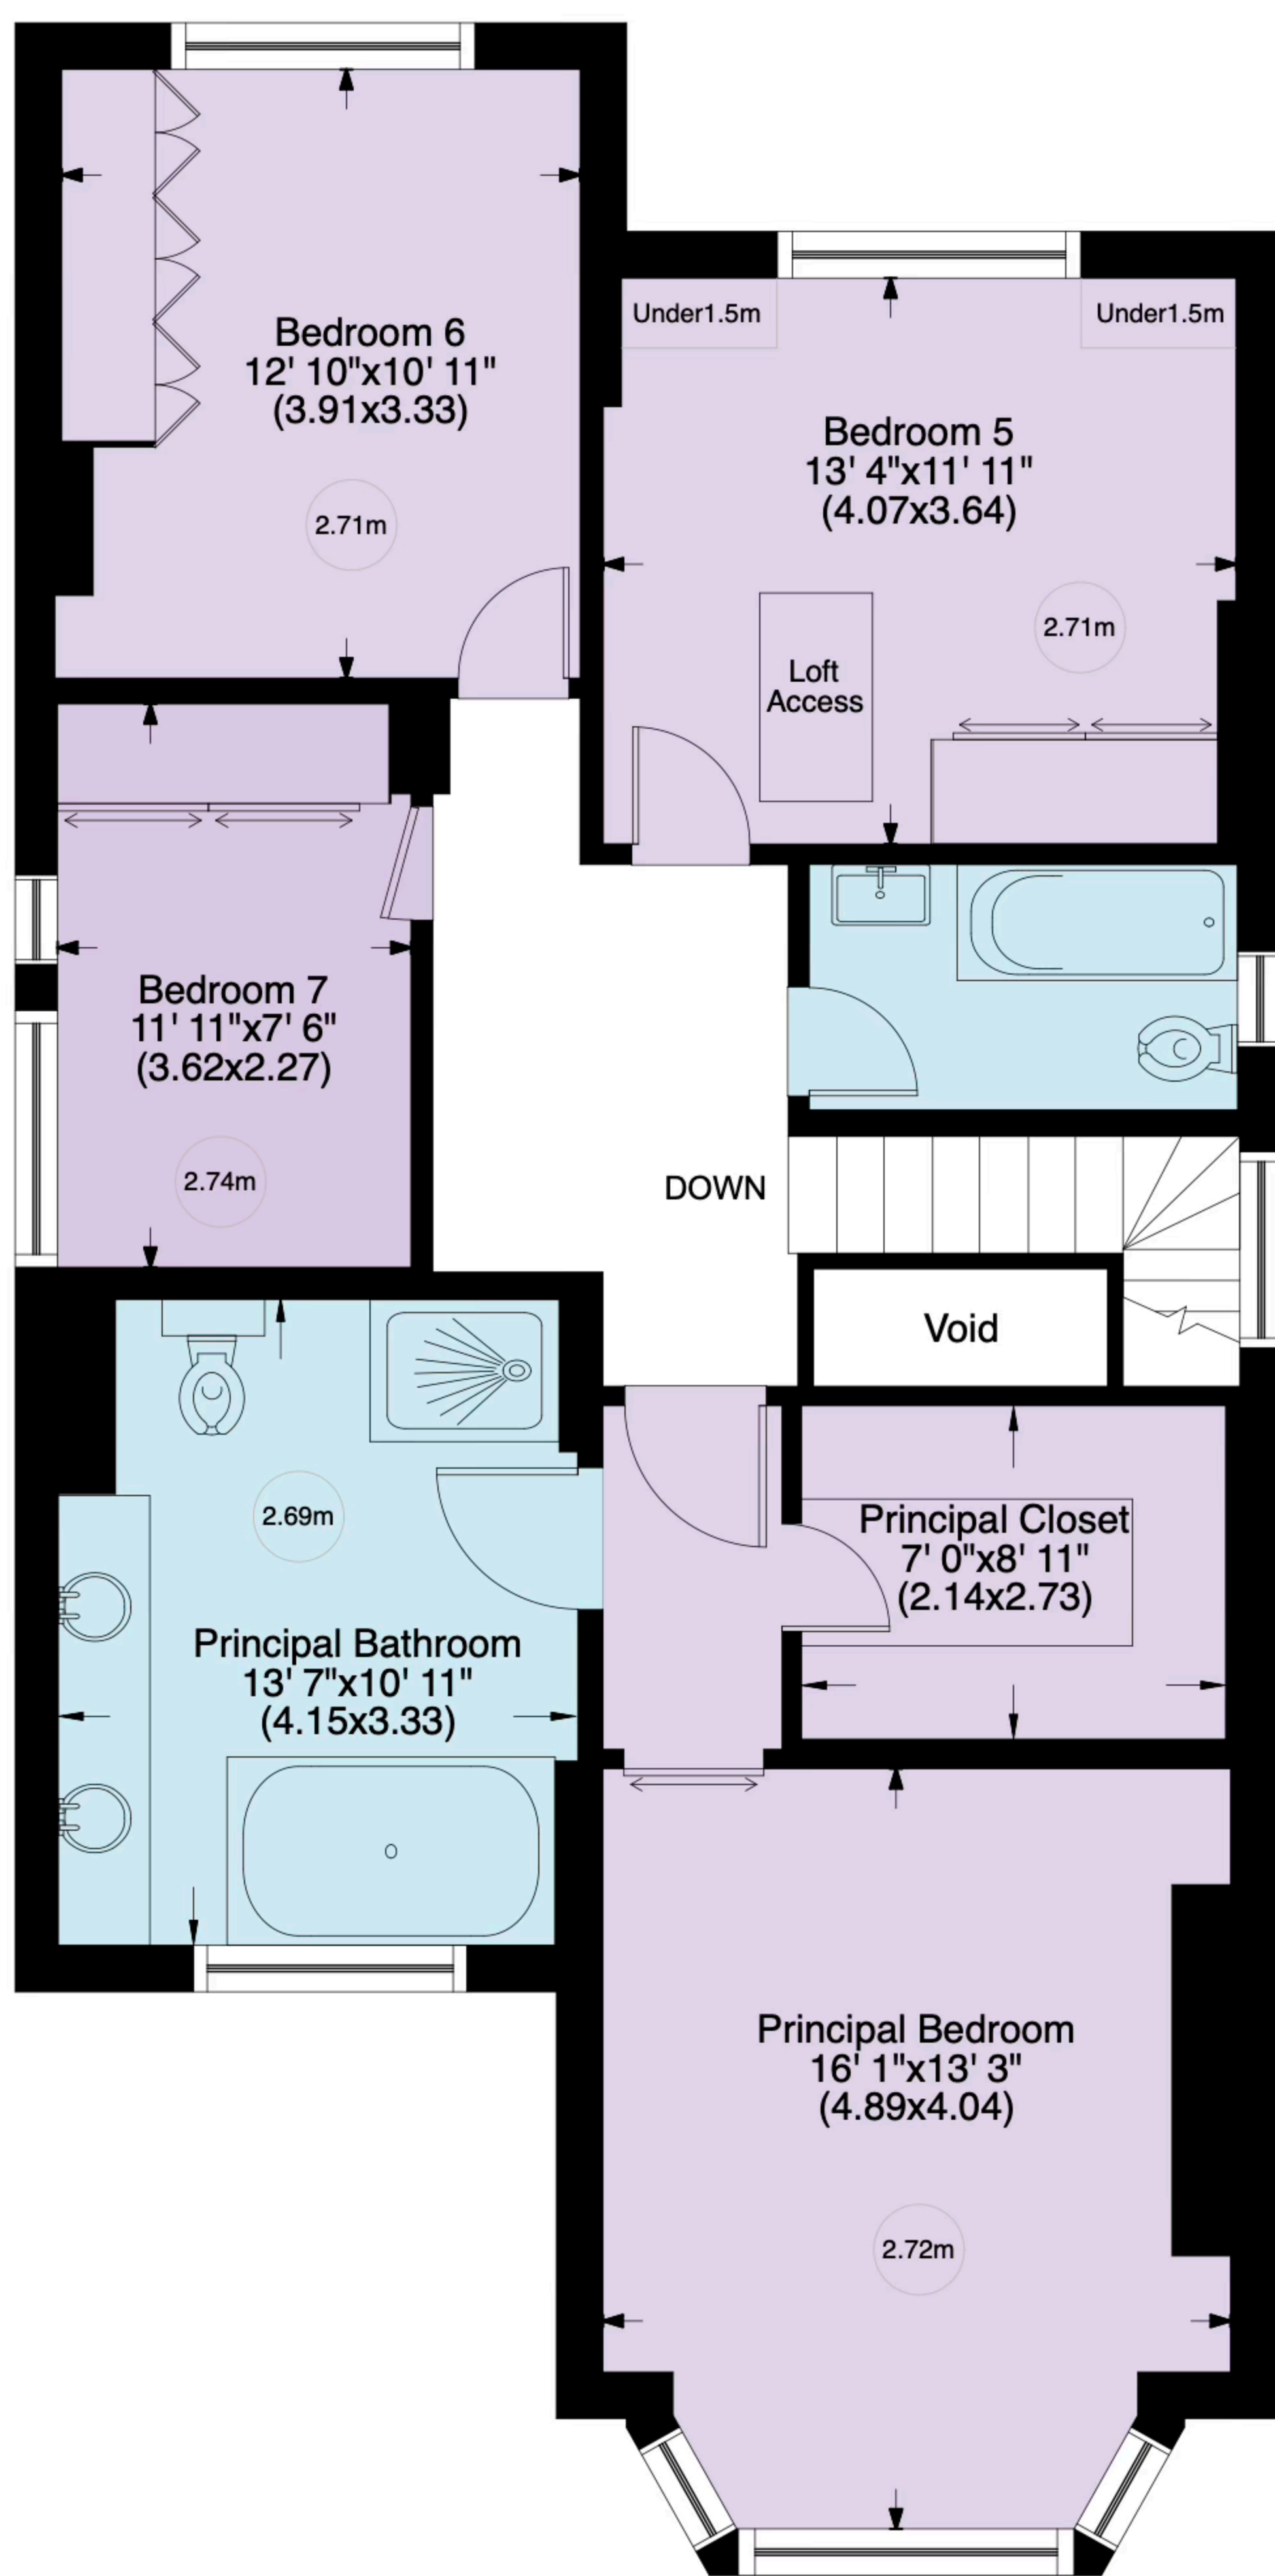 Under1.5m
Under1.5m
Bedroom 6
12' 10"x10' 11"
(3.91x3.33)
2.71m
Bedroom 5
13' 4"x11' 11"
(4.07x3.64)
2.71m
Loft
Access
Bedroom 7
11' 11"x7' 6"
(3.62x2.27)
2.74m
DOWN
Void
2.69m
Principal Bathroom
13' 7"x10' 11"
(4.15x3.33)
Principal Closet
7' 0"x8' 11"
(2.14x2.73)
Principal Bedroom
16' 1"x13' 3"
(4.89x4.04)
2.72m